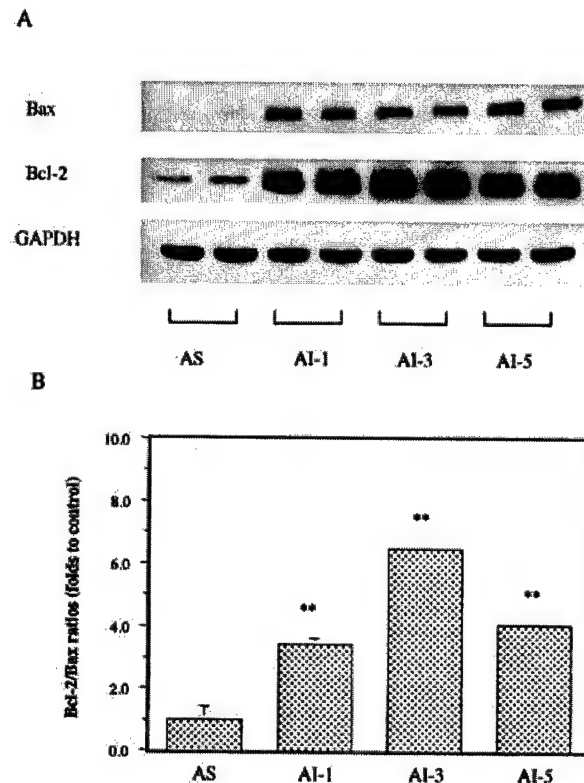 A
Bax
Bcl-2
GAPDH
AS AI-1 AI-3 AI-5
B
Bcl-2/Bax ratios (folds to control)
10.0
8.0
6.0
4.0
2.0
0.0
**
**
**
AS AI-1 AI-3 AI-5